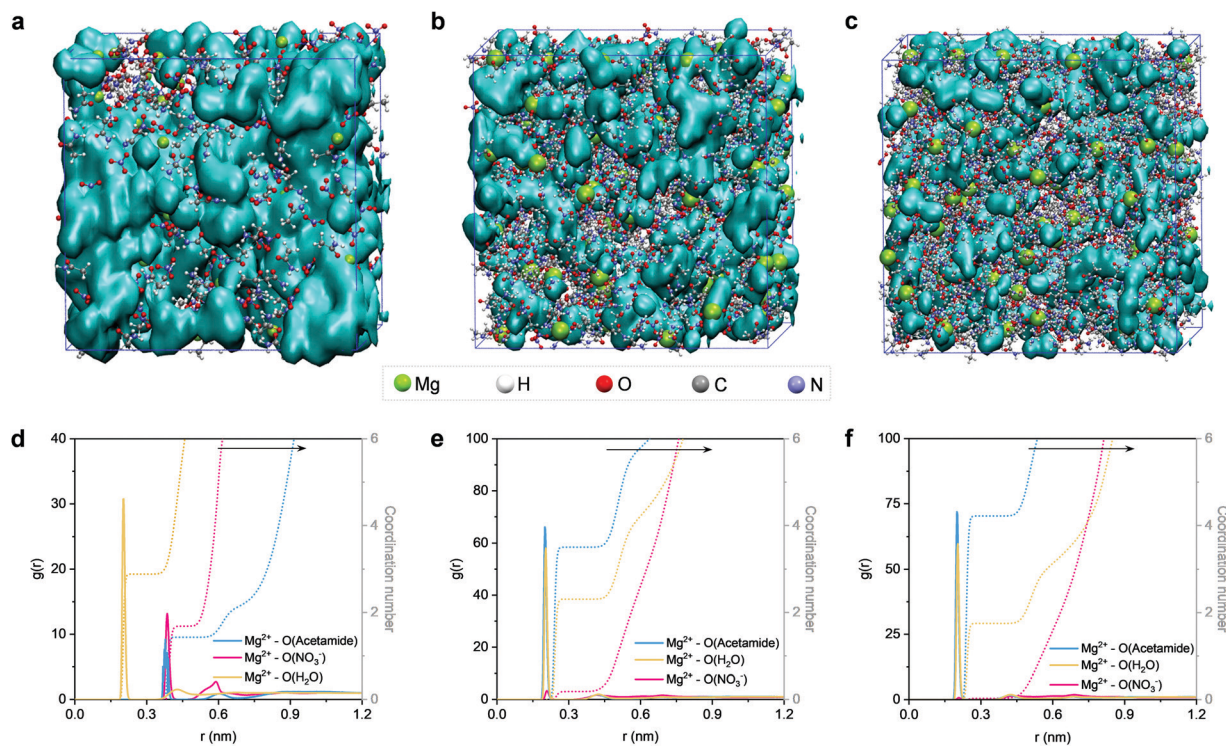 a
b
c
Mg H O C N
d
40
30
20
10
0
g(r)
6
4
2
0
Coordination number
Mg²⁺ - O(Acetamide)
Mg²⁺ - O(NO₃⁻)
Mg²⁺ - O(H₂O)
0.0 0.3 0.6 0.9 1.2
r (nm)
e
100
80
60
40
20
0
g(r)
6
4
2
0
Coordination number
Mg²⁺ - O(Acetamide)
Mg²⁺ - O(H₂O)
Mg²⁺ - O(NO₃⁻)
0.0 0.3 0.6 0.9 1.2
r (nm)
f
100
75
50
25
0
g(r)
6
4
2
0
Coordination number
Mg²⁺ - O(Acetamide)
Mg²⁺ - O(H₂O)
Mg²⁺ - O(NO₃⁻)
0.0 0.3 0.6 0.9 1.2
r (nm)